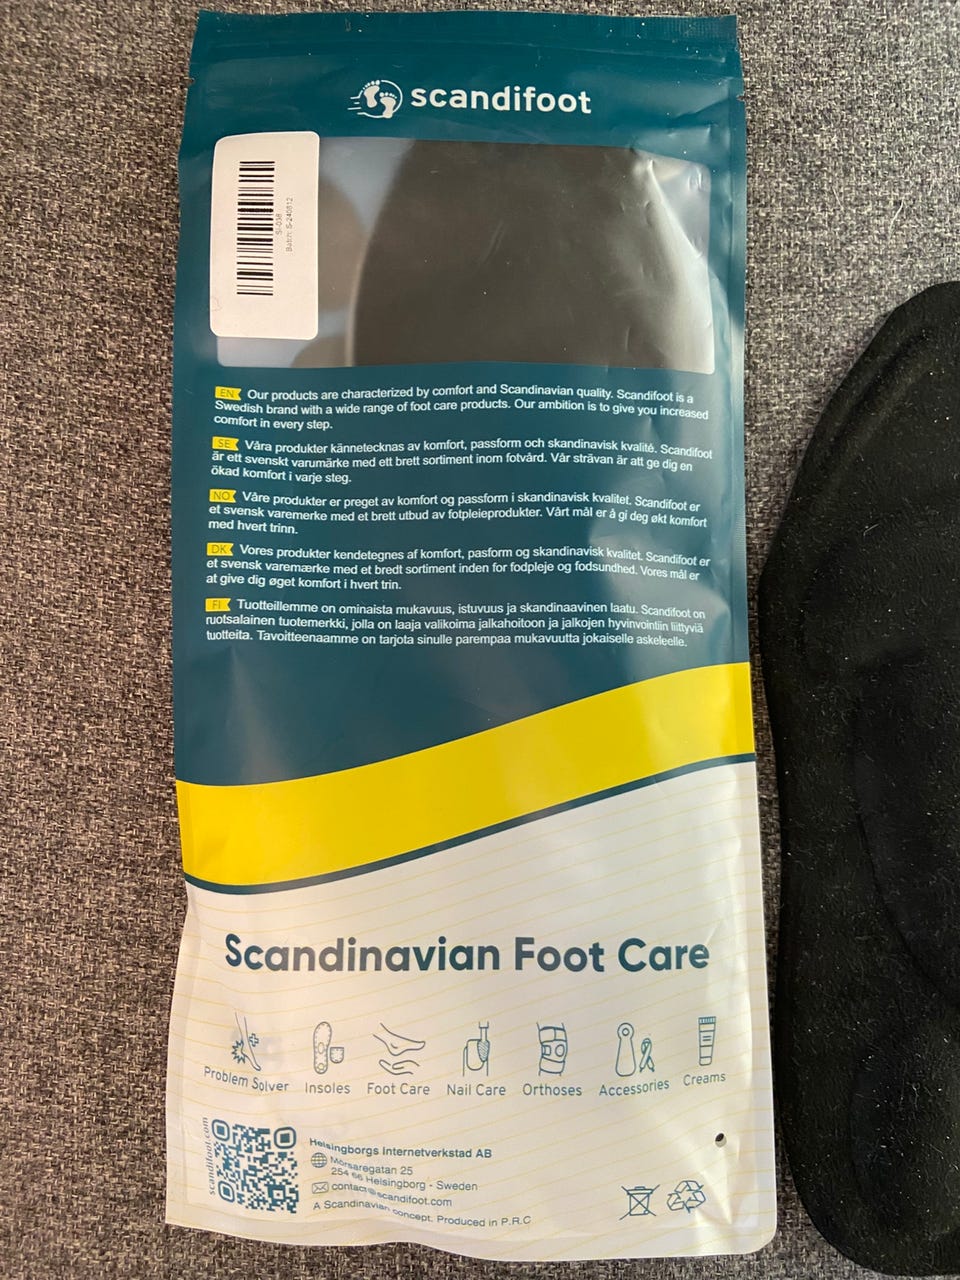 scandifoot
SI-038
Batch: S-240812
EN Our products are characterized by comfort and Scandinavian quality. Scandifoot is a
Swedish brand with a wide range of foot care products. Our ambition is to give you increased
comfort in every step.
SE Våra produkter kännetecknas av komfort, passform och skandinavisk kvalité. Scandifoot
är ett svenskt varumärke med ett brett sortiment inom fotvård. Vår strävan är att ge dig en
ökad komfort i varje steg.
NO Våre produkter er preget av komfort og passform i skandinavisk kvalitet. Scandifoot er
et svensk varemerke med et brett utbud av fotpleieprodukter. Vårt mål er å gi deg økt komfort
med hvert trinn.
DK Vores produkter kendetegnes af komfort, pasform og skandinavisk kvalitet. Scandifoot er
et svensk varemærke med et bredt sortiment inden for fodpleje og fodsundhed. Vores mål er
at give dig øget komfort i hvert trin.
FI Tuotteillemme on ominaista mukavuus, istuvuus ja skandinaavinen laatu. Scandifoot on
ruotsalainen tuotemerkki, jolla on laaja valikoima jalkahoitoon ja jalkojen hyvinvointiin liittyviä
tuotteita. Tavoitteenaamme on tarjota sinulle parempaa mukavuutta jokaiselle askeleelle.
Scandinavian Foot Care
Problem Solver Insoles Foot Care Nail Care Orthoses Accessories Creams
scandifoot.com
Helsingborgs Internetverkstad AB
Mörsaregatan 25
254 66 Helsingborg - Sweden
contact@scandifoot.com
A Scandinavian concept. Produced in P.R.C